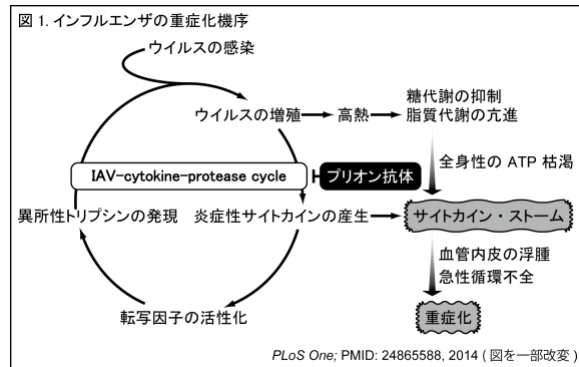 図 1. インフルエンザの重症化機序
ウイルスの感染
ウイルスの増殖
高熱
糖代謝の抑制
脂質代謝の亢進
全身性の ATP 枯渇
IAV-cytokine-protease cycle
プリオン抗体
異所性トリプシンの発現
炎症性サイトカインの産生
サイトカイン・ストーム
血管内皮の浮腫
急性循環不全
転写因子の活性化
重症化
PLoS One; PMID: 24865588, 2014 ( 図を一部改変 )